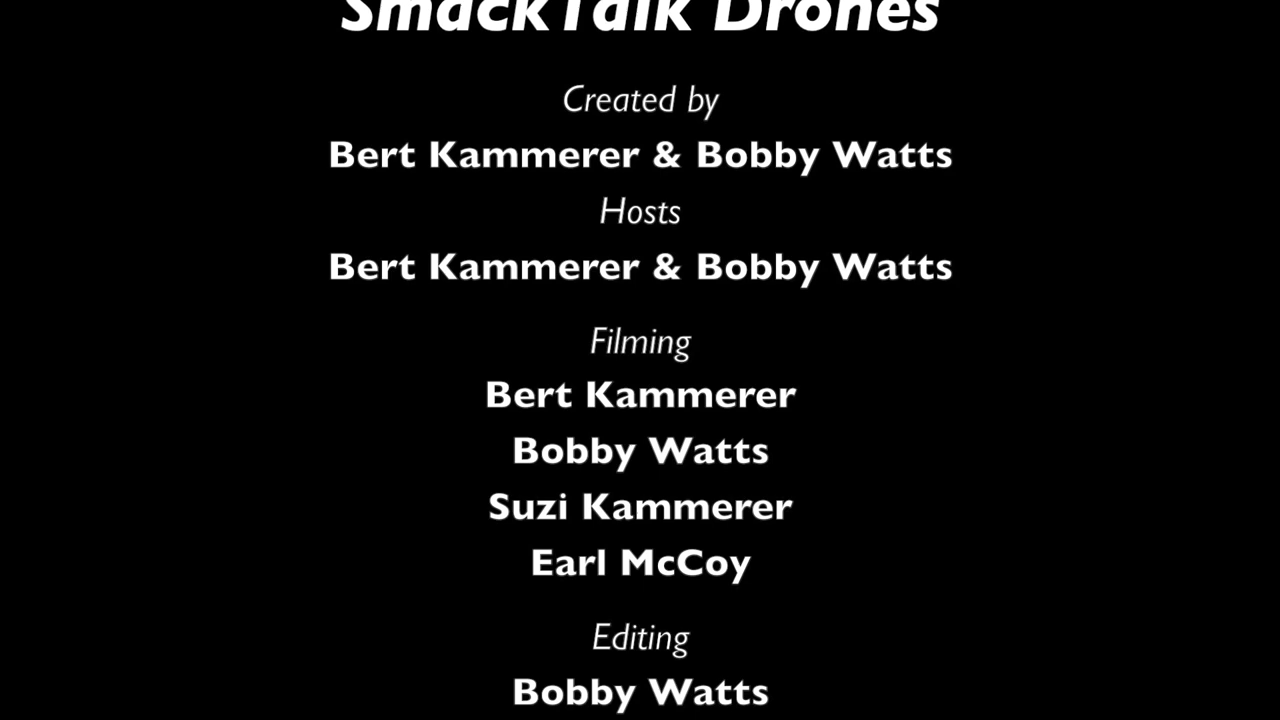 SmackTalk Drones
Created by
Bert Kammerer & Bobby Watts
Hosts
Bert Kammerer & Bobby Watts
Filming
Bert Kammerer
Bobby Watts
Suzi Kammerer
Earl McCoy
Editing
Bobby Watts